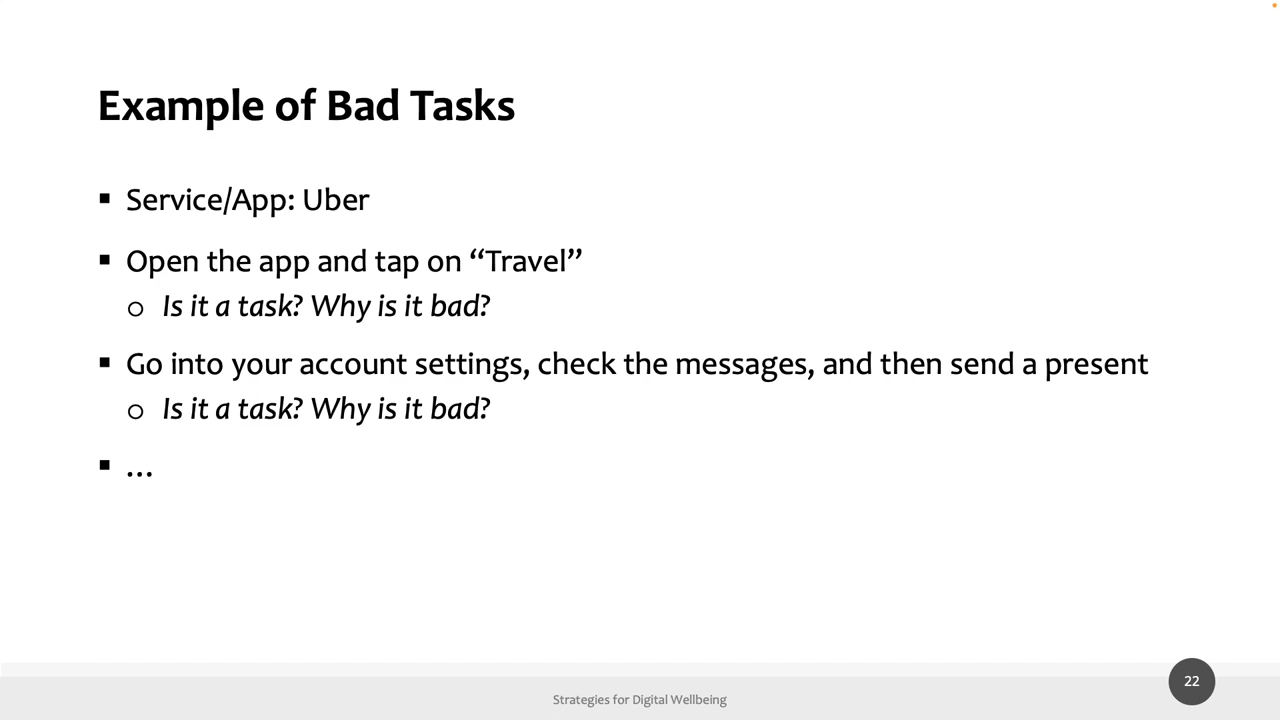 Example of Bad Tasks
▪ Service/App: Uber
▪ Open the app and tap on “Travel”
o Is it a task? Why is it bad?
▪ Go into your account settings, check the messages, and then send a present
o Is it a task? Why is it bad?
▪ …
Strategies for Digital Wellbeing
22